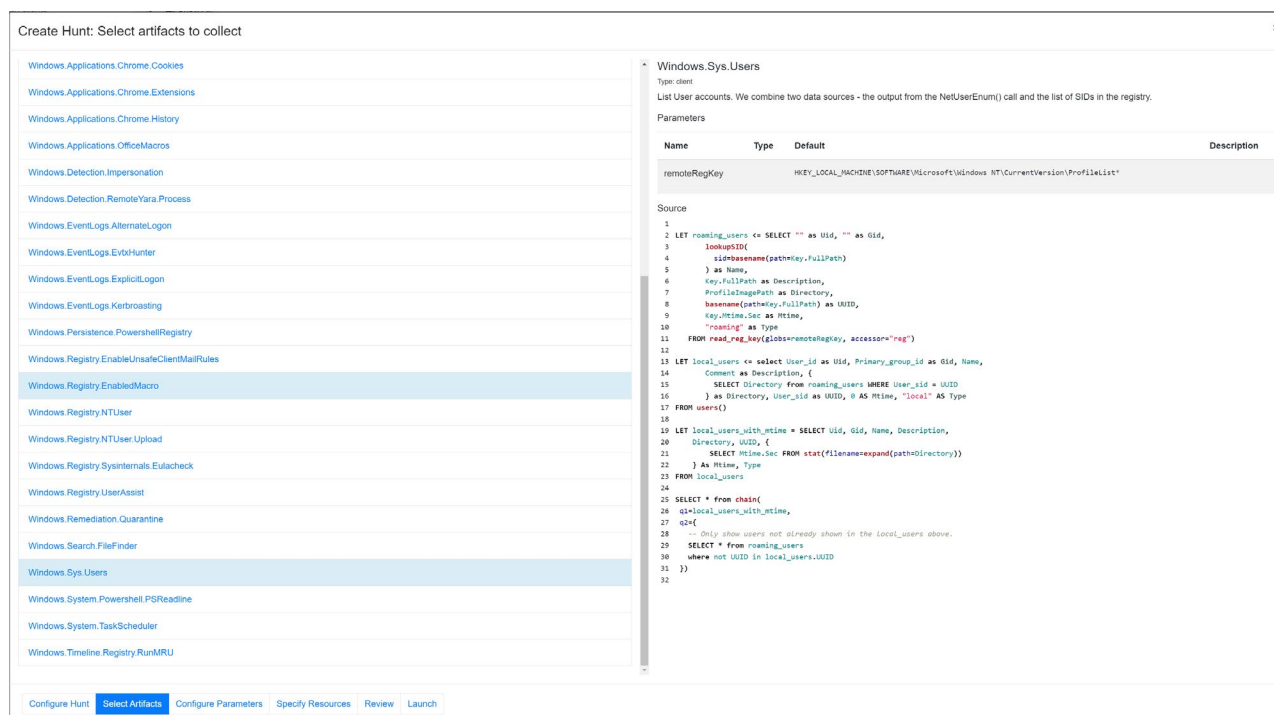 Create Hunt: Select artifacts to collect
Windows.Applications.Chrome.Cookies
Windows.Applications.Chrome.Extensions
Windows.Applications.Chrome.History
Windows.Applications.OfficeMacros
Windows.Detection.Impersonation
Windows.Detection.RemoteYara.Process
Windows.EventLogs.AlternateLogon
Windows.EventLogs.EvtxHunter
Windows.EventLogs.ExplicitLogon
Windows.EventLogs.Kerbroasting
Windows.Persistence.PowershellRegistry
Windows.Registry.EnableUnsafeClientMailRules
Windows.Registry.EnabledMacro
Windows.Registry.NTUser
Windows.Registry.NTUser.Upload
Windows.Registry.Sysinternals.Eulacheck
Windows.Registry.UserAssist
Windows.Remediation.Quarantine
Windows.Search.FileFinder
Windows.Sys.Users
Windows.System.Powershell.PSReadline
Windows.System.TaskScheduler
Windows.Timeline.Registry.RunMRU
Windows.Sys.Users
Type: client
List User accounts. We combine two data sources - the output from the NetUserEnum() call and the list of SIDs in the registry.
Parameters
Name Type Default Description
remoteRegKey HKEY_LOCAL_MACHINE\SOFTWARE\Microsoft\Windows NT\CurrentVersion\ProfileList*
Source
1
2 LET roaming_users <= SELECT "" as Uid, "" as Gid,
3 lookupSID(
4 sid=basename(path=Key.FullPath)
5 ) as Name,
6 Key.FullPath as Description,
7 ProfileImagePath as Directory,
8 basename(path=Key.FullPath) as UUID,
9 Key.Mtime.Sec as Mtime,
10 "roaming" as Type
11 FROM read_reg_key(globs=remoteRegKey, accessor="reg")
12
13 LET local_users <= select User_id as Uid, Primary_group_id as Gid, Name,
14 Comment as Description, {
15 SELECT Directory from roaming_users WHERE User_sid = UUID
16 } as Directory, User_sid as UUID, 0 AS Mtime, "local" AS Type
17 FROM users()
18
19 LET local_users_with_mtime = SELECT Uid, Gid, Name, Description,
20 Directory, UUID, {
21 SELECT Mtime.Sec FROM stat(filename=expand(path=Directory))
22 } As Mtime, Type
23 FROM local_users
24
25 SELECT * from chain(
26 q1=local_users_with_mtime,
27 q2={
28 -- Only show users not already shown in the local_users above.
29 SELECT * from roaming_users
30 where not UUID in local_users.UUID
31 })
32
Configure Hunt Select Artifacts Configure Parameters Specify Resources Review Launch